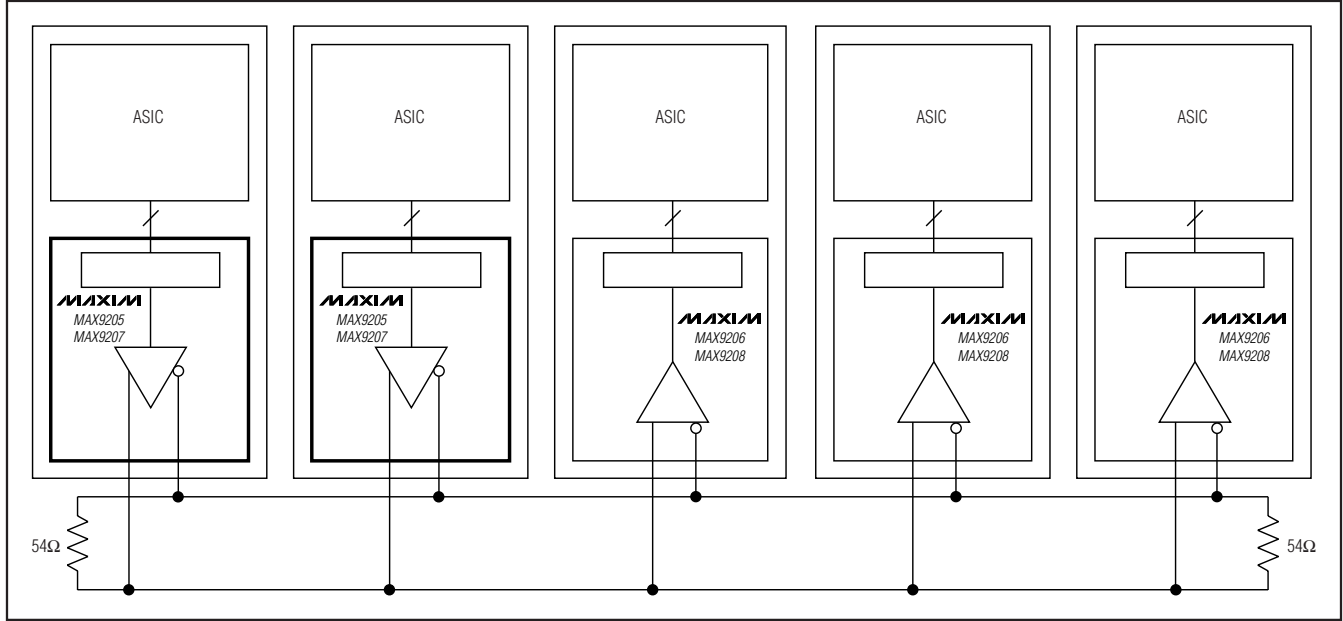 ASIC
ASIC
ASIC
ASIC
ASIC
MAXIM
MAX9205
MAX9207
MAXIM
MAX9205
MAX9207
MAXIM
MAX9206
MAX9208
MAXIM
MAX9206
MAX9208
MAXIM
MAX9206
MAX9208
54Ω
54Ω